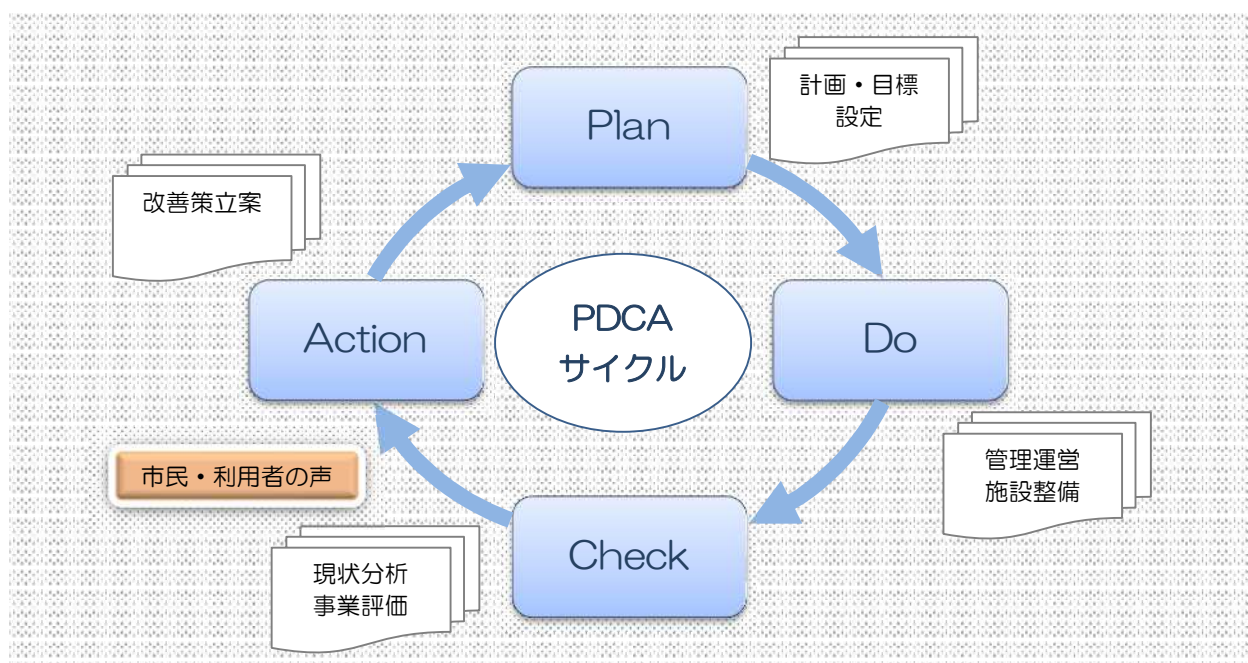 Plan
計画・目標
設定
改善策立案
Action
PDCA
サイクル
Do
市民・利用者の声
管理運営
施設整備
Check
現状分析
事業評価